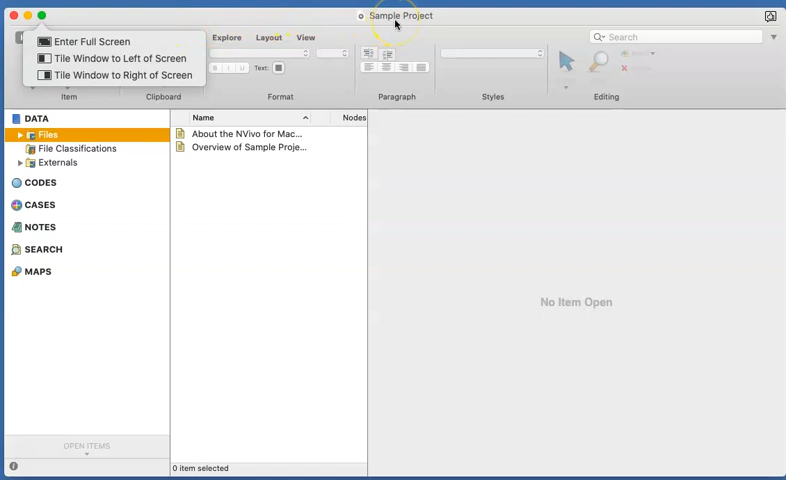 Sample Project
Enter Full Screen
Tile Window to Left of Screen
Tile Window to Right of Screen
Explore
Layout
View
Search
B
I
U
Text:
Item
Clipboard
Format
Paragraph
Styles
Editing
DATA
Files
File Classifications
Externals
CODES
CASES
NOTES
SEARCH
MAPS
OPEN ITEMS
Name
Nodes
About the NVivo for Mac...
Overview of Sample Proje...
0 item selected
No Item Open